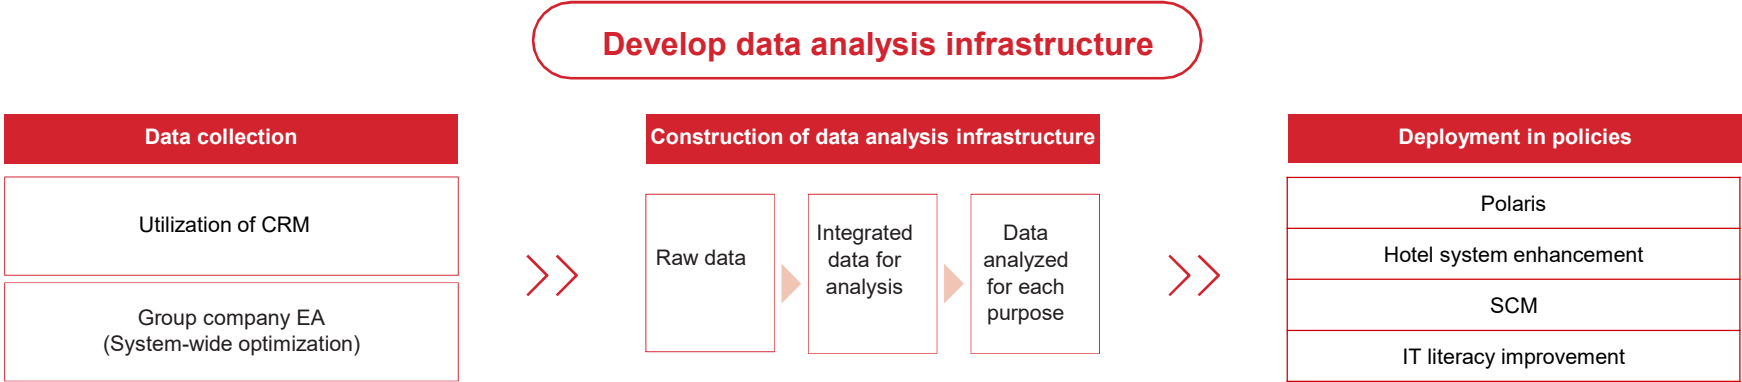 Develop data analysis infrastructure
Data collection
Utilization of CRM
Group company EA
(System-wide optimization)
Construction of data analysis infrastructure
Raw data
Integrated
data for
analysis
Data
analyzed
for each
purpose
Deployment in policies
Polaris
Hotel system enhancement
SCM
IT literacy improvement